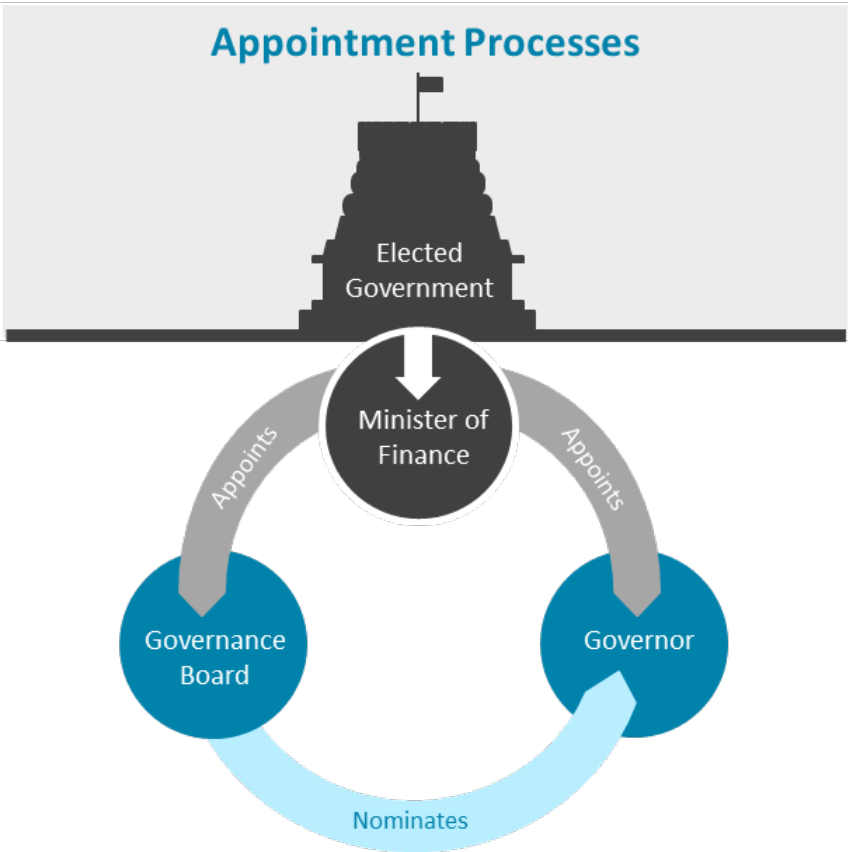 Appointment Processes
Elected
Government
Minister of
Finance
Appoints
Appoints
Governance
Board
Governor
Nominates